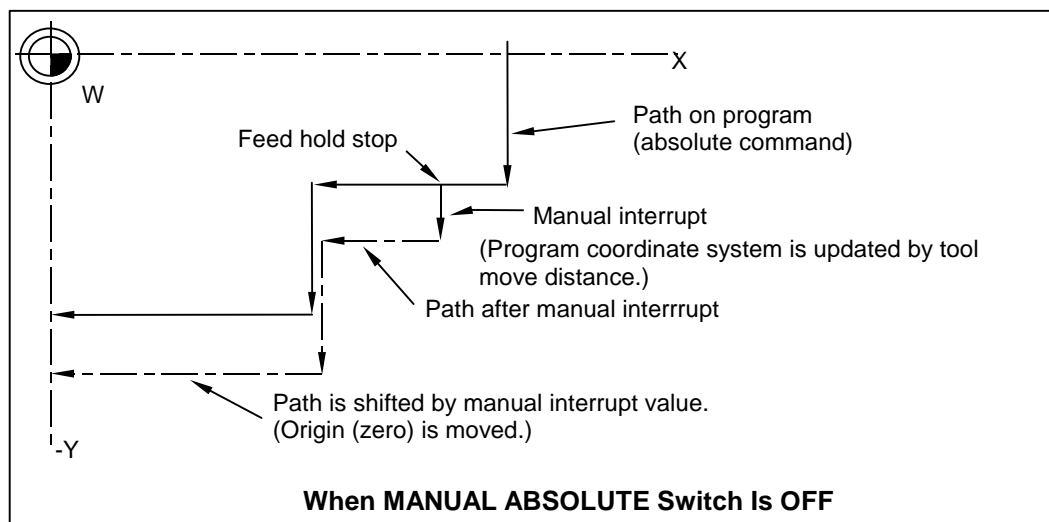 X
W
Path on program
(absolute command)
Feed hold stop
Manual interrupt
(Program coordinate system is updated by tool
move distance.)
Path after manual interrrupt
Path is shifted by manual interrupt value.
(Origin (zero) is moved.)
-Y
When MANUAL ABSOLUTE Switch Is OFF